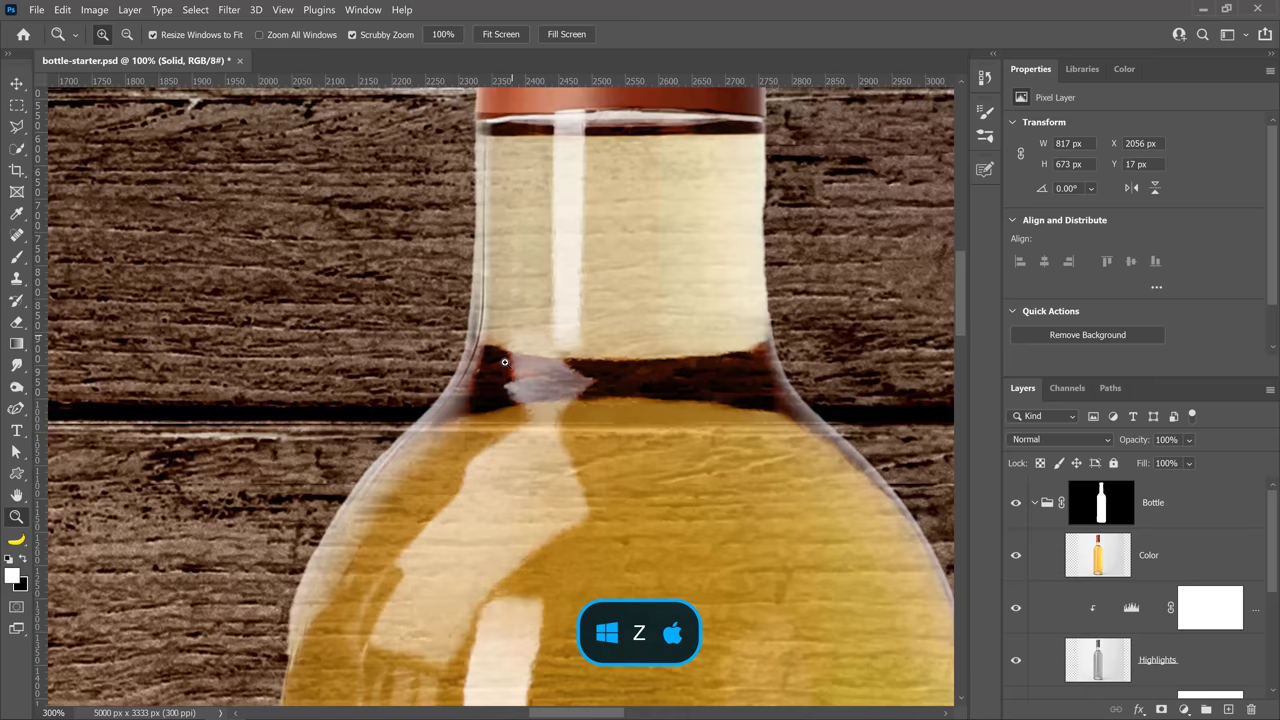 Ps File Edit Image Layer Type Select Filter 3D View Plugins Window Help
Resize Windows to Fit Zoom All Windows Scrubby Zoom 100% Fit Screen Fill Screen
bottle-starter.psd @ 100% (Solid, RGB/8#) * ×
1700 1750 1800 1850 1900 1950 2000 2050 2100 2150 2200 2250 2300 2350 2400 2450 2500 2550 2600 2650 2700 2750 2800 2850 2900 2950 3000
Properties Libraries Color
Pixel Layer
Transform
W 817 px X 2056 px
H 673 px Y 17 px
0.00°
Align and Distribute
Align:
Quick Actions
Remove Background
Layers Channels Paths
Kind
Normal Opacity: 100%
Lock: Fill: 100%
Bottle
Color
Highlights
Z
300% 5000 px x 3333 px (300 ppi)